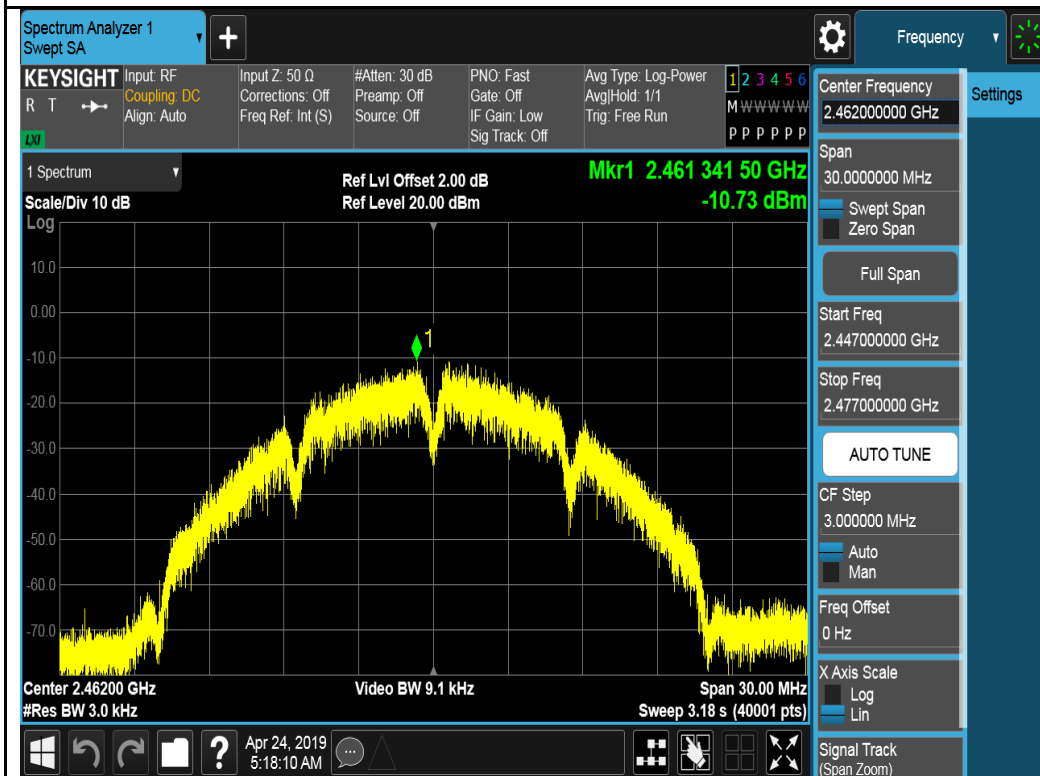 Spectrum Analyzer 1
Swept SA
+
Frequency
KEYSIGHT
R T
LXI
Input: RF
Coupling: DC
Align: Auto
Input Z: 50 Ω
Corrections: Off
Freq Ref: Int (S)
#Atten: 30 dB
Preamp: Off
Source: Off
PNO: Fast
Gate: Off
IF Gain: Low
Sig Track: Off
Avg Type: Log-Power
Avg|Hold: 1/1
Trig: Free Run
1 2 3 4 5 6
M W W W W W
P P P P P P
1 Spectrum
Scale/Div 10 dB
Log
Ref Lvl Offset 2.00 dB
Ref Level 20.00 dBm
Mkr1 2.461 341 50 GHz
-10.73 dBm
10.0
0.00
-10.0
-20.0
-30.0
-40.0
-50.0
-60.0
-70.0
1
Center 2.46200 GHz
#Res BW 3.0 kHz
Video BW 9.1 kHz
Span 30.00 MHz
Sweep 3.18 s (40001 pts)
Center Frequency
2.462000000 GHz
Settings
Span
30.0000000 MHz
Swept Span
Zero Span
Full Span
Start Freq
2.447000000 GHz
Stop Freq
2.477000000 GHz
AUTO TUNE
CF Step
3.000000 MHz
Auto
Man
Freq Offset
0 Hz
X Axis Scale
Log
Lin
Signal Track
(Span Zoom)
?
Apr 24, 2019
5:18:10 AM